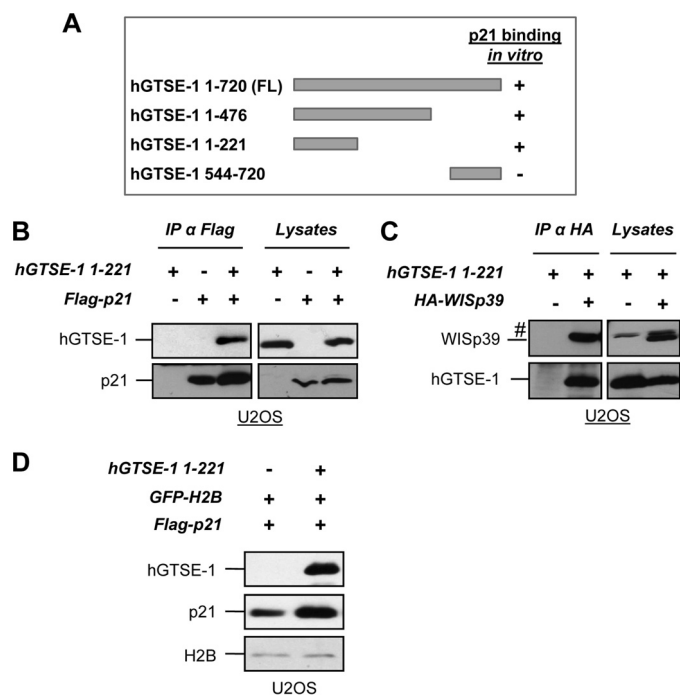 A
p21 binding
in vitro
hGTSE-1 1-720 (FL) +
hGTSE-1 1-476 +
hGTSE-1 1-221 +
hGTSE-1 544-720 -
B
IP α Flag Lysates
hGTSE-1 1-221 + - + + - +
Flag-p21 - + + - + +
hGTSE-1
p21
U2OS
C
IP α HA Lysates
hGTSE-1 1-221 + + + +
HA-WISp39 - + - +
#
WISp39
hGTSE-1
U2OS
D
hGTSE-1 1-221 - +
GFP-H2B + +
Flag-p21 + +
hGTSE-1
p21
H2B
U2OS